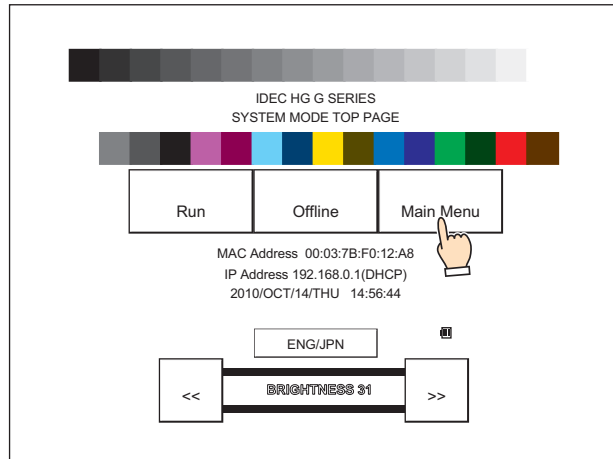 IDEC HG G SERIES
SYSTEM MODE TOP PAGE
Run Offline Main Menu
MAC Address 00:03:7B:F0:12:A8
IP Address 192.168.0.1(DHCP)
2010/OCT/14/THU 14:56:44
ENG/JPN
<< BRIGHTNESS 31 >>